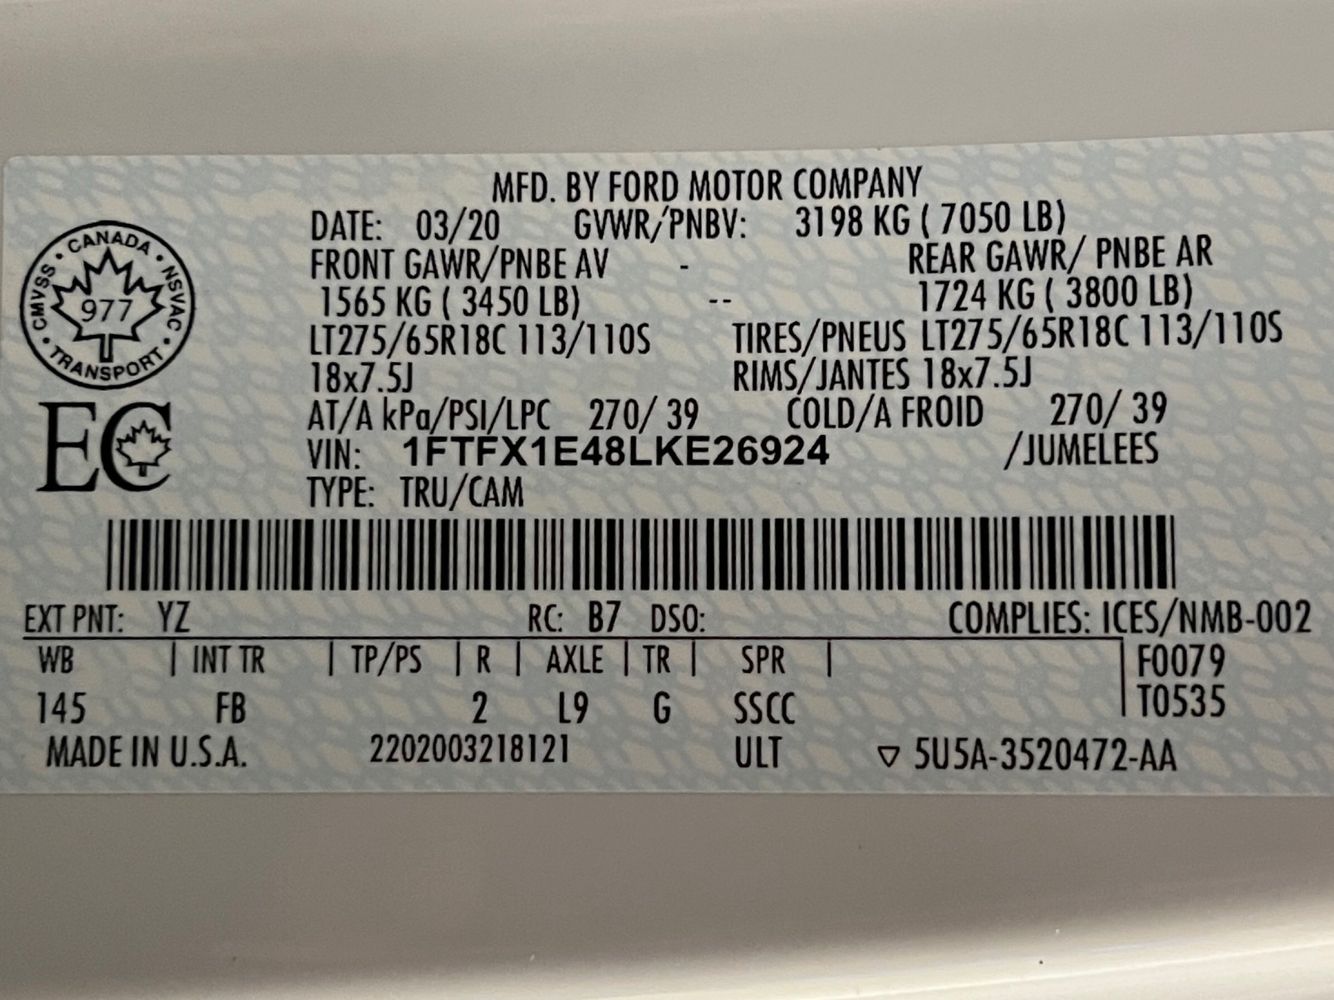 MFD. BY FORD MOTOR COMPANY
DATE: 03/20 GVWR/PNBV: 3198 KG ( 7050 LB)
FRONT GAWR/PNBE AV - REAR GAWR/ PNBE AR
1565 KG ( 3450 LB) -- 1724 KG ( 3800 LB)
LT275/65R18C 113/110S TIRES/PNEUS LT275/65R18C 113/110S
18x7.5J RIMS/JANTES 18x7.5J
AT/A kPa/PSI/LPC 270/ 39 COLD/A FROID 270/ 39
VIN: 1FTFX1E48LKE26924 /JUMELEES
TYPE: TRU/CAM
CANADA • NSVAC • TRANSPORT • CMVSS •
977
EC
EXT PNT: YZ RC: B7 DSO: COMPLIES: ICES/NMB-002
WB | INT TR | TP/PS | R | AXLE | TR | SPR | F0079
145 FB 2 L9 G SSCC T0535
MADE IN U.S.A. 2202003218121 ULT ▽ 5U5A-3520472-AA